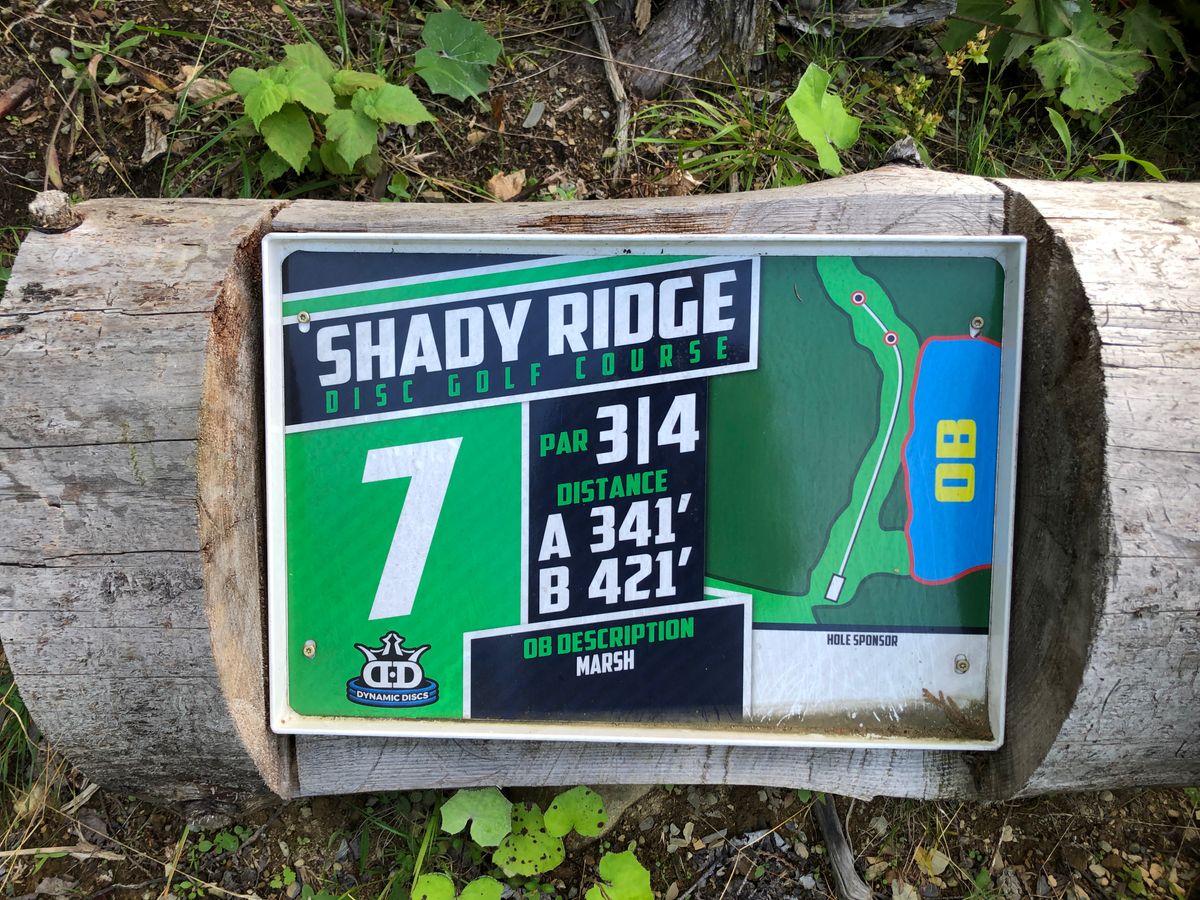 SHADY RIDGE
DISC GOLF COURSE
7
PAR 3|4
DISTANCE
A 341'
B 421'
OB DESCRIPTION
MARSH
OB
HOLE SPONSOR
DD
DYNAMIC DISCS